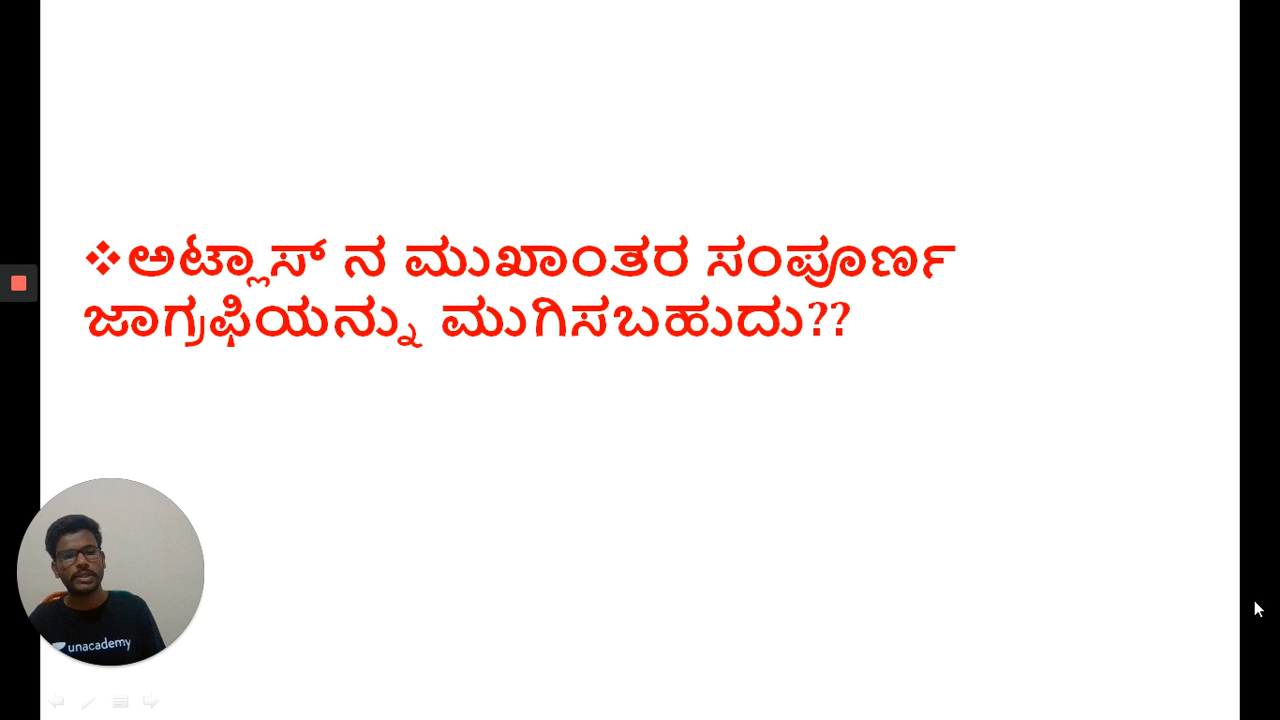 ❖ಅಟ್ಲಾಸ್ ನ ಮುಖಾಂತರ ಸಂಪೂರ್ಣ
ಜಾಗ್ರಫಿಯನ್ನು ಮುಗಿಸಬಹುದು??
unacademy